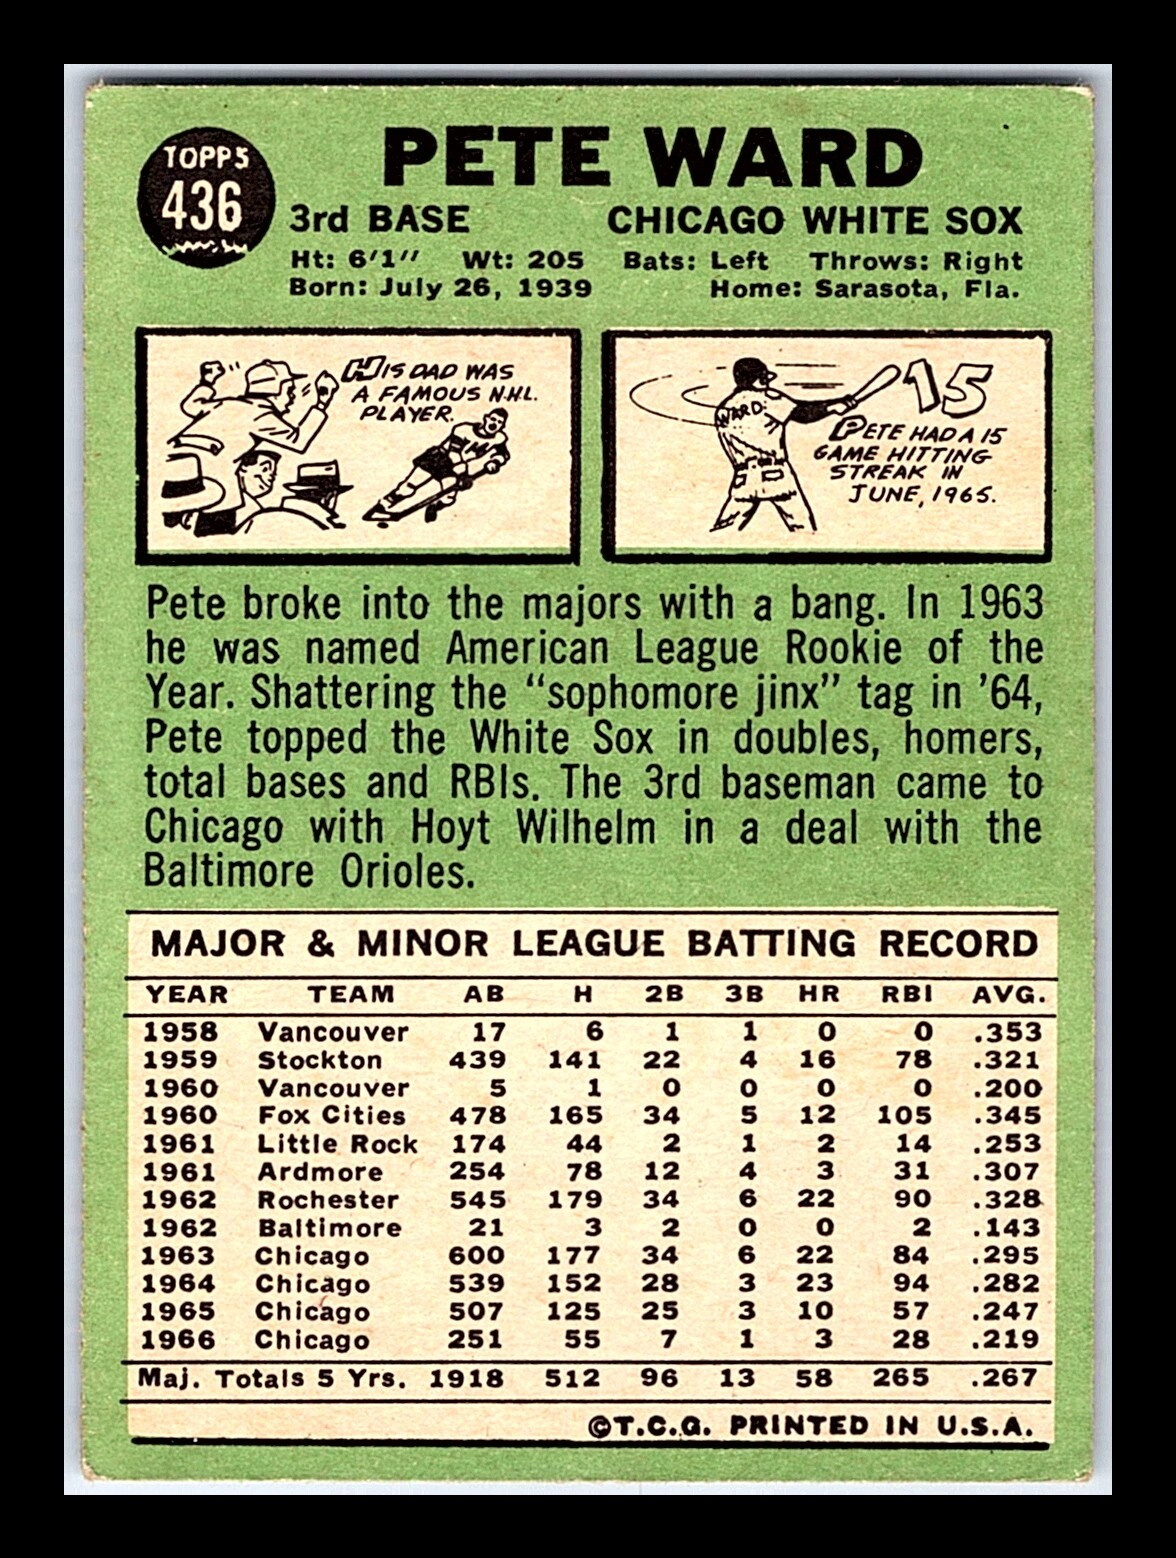 TOPPS
436
PETE WARD
3rd BASE CHICAGO WHITE SOX
Ht: 6'1" Wt: 205 Bats: Left Throws: Right
Born: July 26, 1939 Home: Sarasota, Fla.
HIS DAD WAS
A FAMOUS N.H.L.
PLAYER.
15
WARD
PETE HAD A 15
GAME HITTING
STREAK IN
JUNE, 1965.
Pete broke into the majors with a bang. In 1963
he was named American League Rookie of the
Year. Shattering the "sophomore jinx" tag in '64,
Pete topped the White Sox in doubles, homers,
total bases and RBIs. The 3rd baseman came to
Chicago with Hoyt Wilhelm in a deal with the
Baltimore Orioles.
MAJOR & MINOR LEAGUE BATTING RECORD
YEAR TEAM AB H 2B 3B HR RBI AVG.
1958 Vancouver 17 6 1 1 0 0 .353
1959 Stockton 439 141 22 4 16 78 .321
1960 Vancouver 5 1 0 0 0 0 .200
1960 Fox Cities 478 165 34 5 12 105 .345
1961 Little Rock 174 44 2 1 2 14 .253
1961 Ardmore 254 78 12 4 3 31 .307
1962 Rochester 545 179 34 6 22 90 .328
1962 Baltimore 21 3 2 0 0 2 .143
1963 Chicago 600 177 34 6 22 84 .295
1964 Chicago 539 152 28 3 23 94 .282
1965 Chicago 507 125 25 3 10 57 .247
1966 Chicago 251 55 7 1 3 28 .219
Maj. Totals 5 Yrs. 1918 512 96 13 58 265 .267
©T.C.G. PRINTED IN U.S.A.